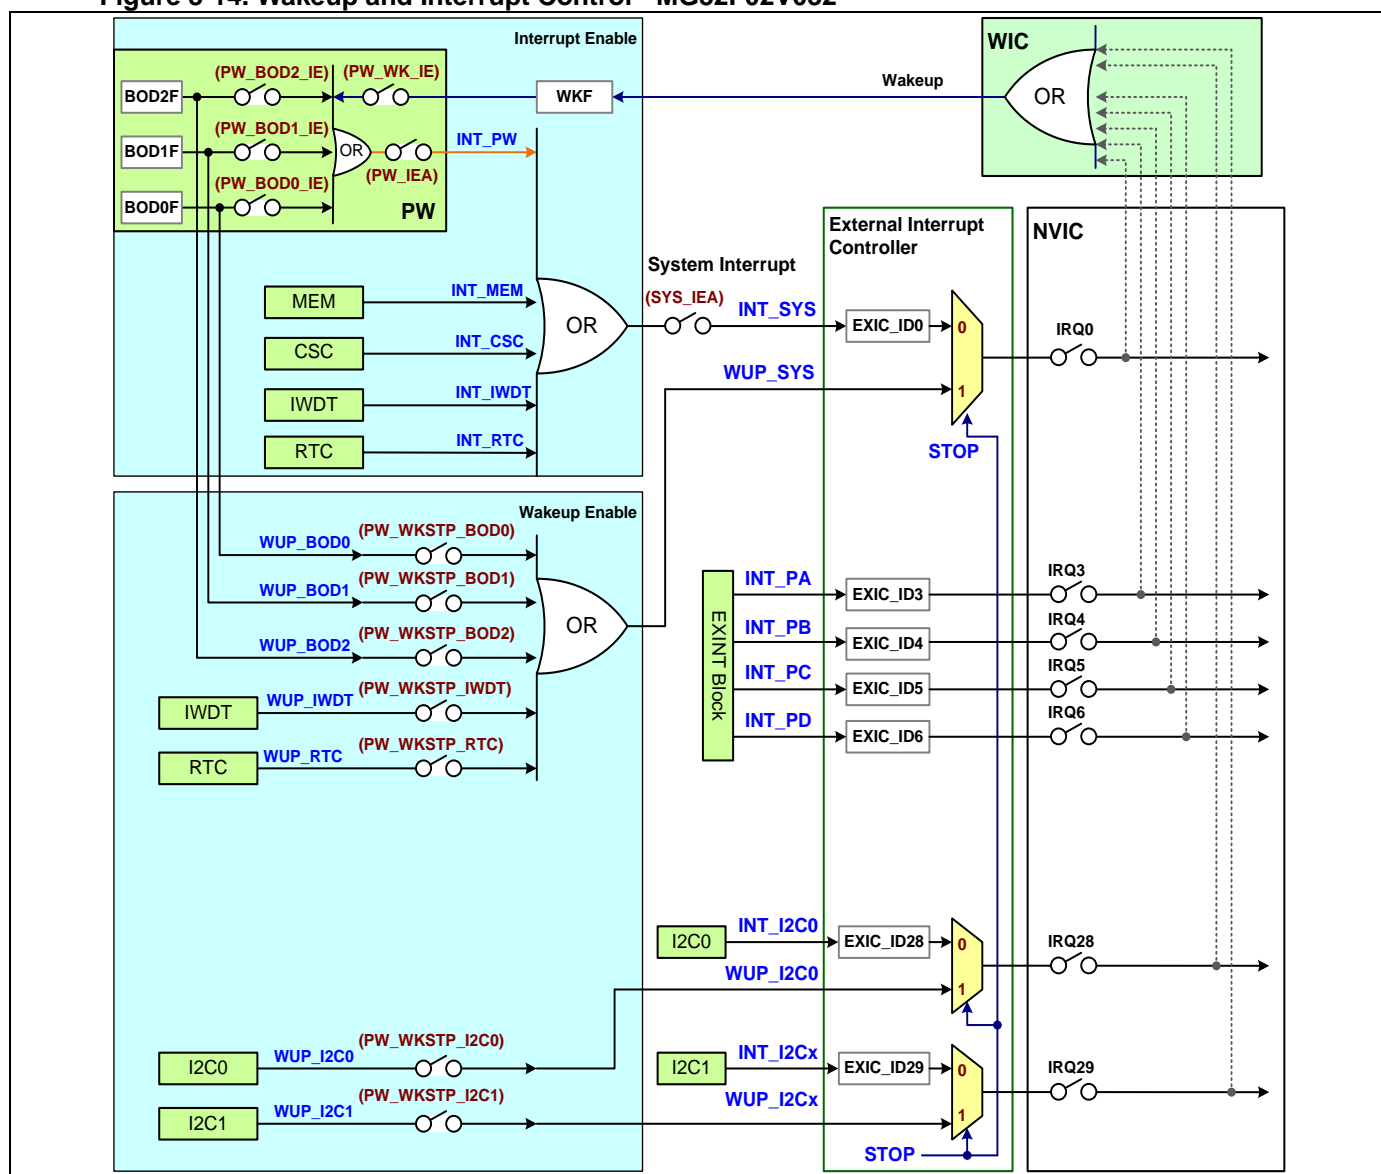 Interrupt Enable
WIC
(PW_BOD2_IE)
(PW_WK_IE)
Wakeup
BOD2F
WKF
OR
(PW_BOD1_IE)
INT_PW
BOD1F
OR
(PW_IEA)
(PW_BOD0_IE)
BOD0F
PW
External Interrupt
Controller
NVIC
System Interrupt
INT_MEM
(SYS_IEA)
MEM
INT_SYS
OR
EXIC_ID0
0
IRQ0
INT_CSC
CSC
WUP_SYS
INT_IWDT
1
IWDT
INT_RTC
RTC
STOP
Wakeup Enable
(PW_WKSTP_BOD0)
WUP_BOD0
(PW_WKSTP_BOD1)
WUP_BOD1
INT_PA
EXIC_ID3
IRQ3
(PW_WKSTP_BOD2)
WUP_BOD2
OR
EXINT Block
INT_PB
EXIC_ID4
IRQ4
INT_PC
EXIC_ID5
IRQ5
(PW_WKSTP_IWDT)
IWDT
WUP_IWDT
INT_PD
EXIC_ID6
IRQ6
(PW_WKSTP_RTC)
RTC
WUP_RTC
I2C0
INT_I2C0
EXIC_ID28
0
IRQ28
WUP_I2C0
1
(PW_WKSTP_I2C0)
I2C0
WUP_I2C0
I2C1
INT_I2Cx
EXIC_ID29
0
IRQ29
(PW_WKSTP_I2C1)
I2C1
WUP_I2C1
WUP_I2Cx
1
STOP